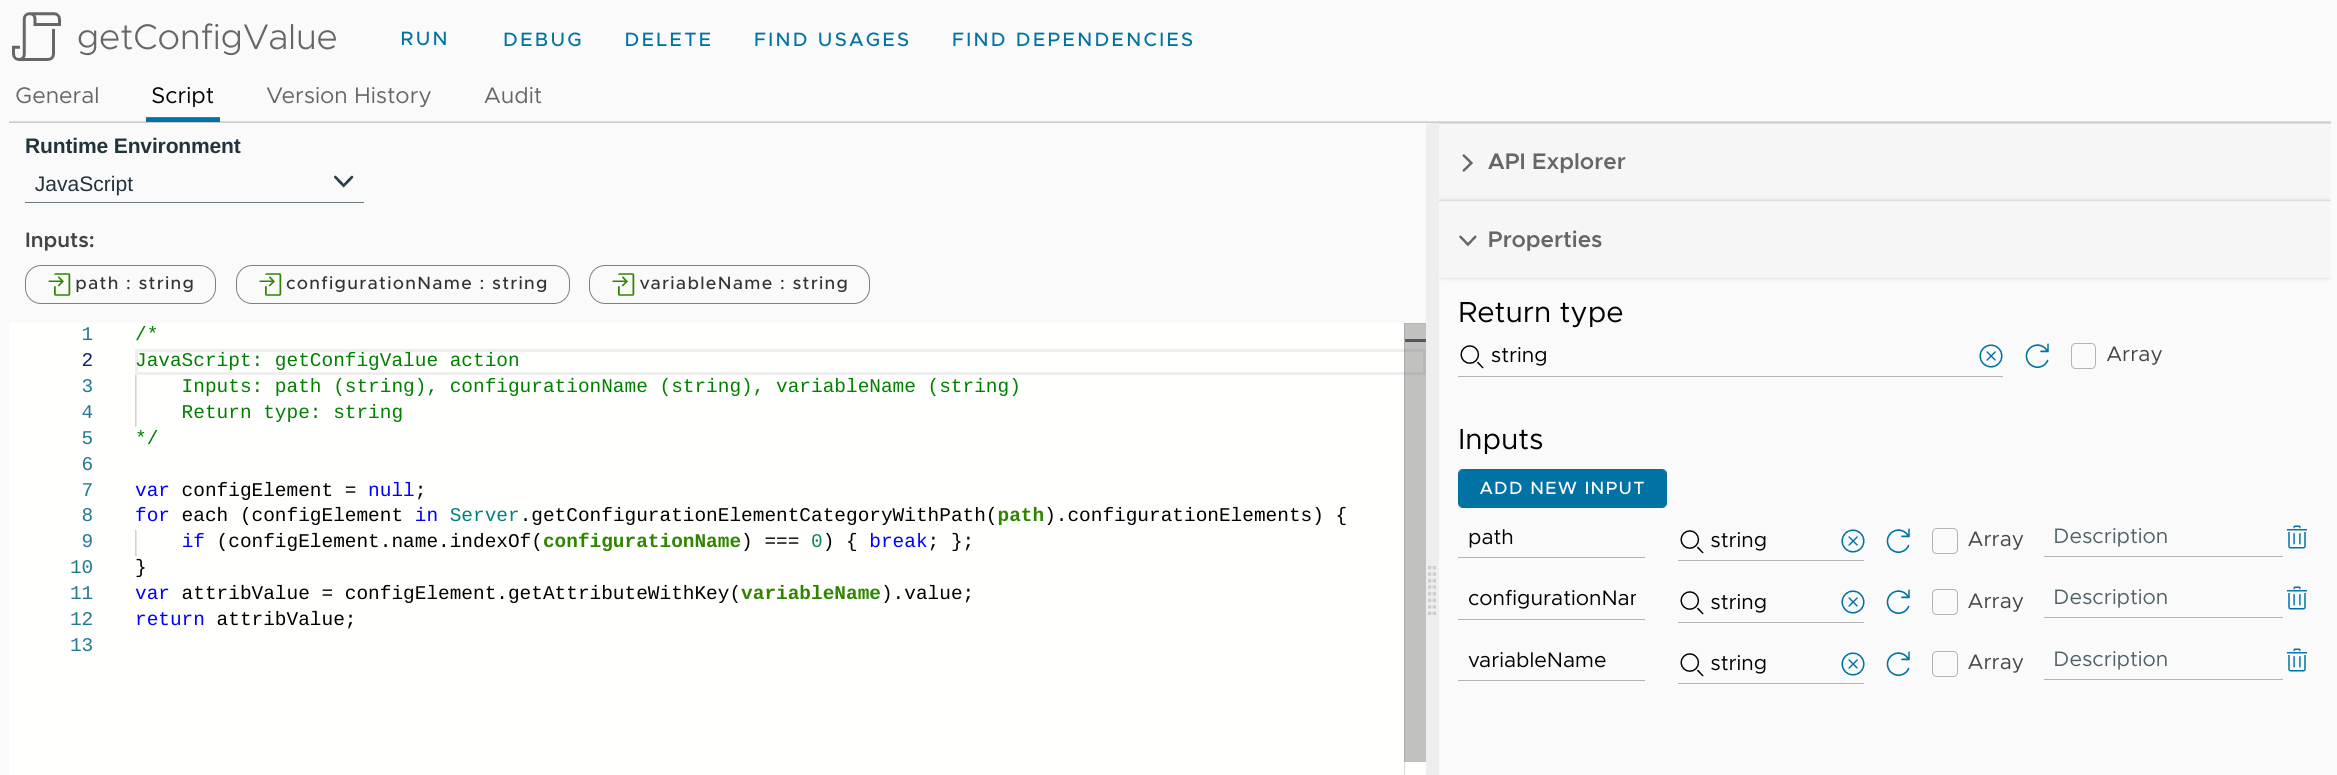 getConfigValue RUN DEBUG DELETE FIND USAGES FIND DEPENDENCIES
General Script Version History Audit
Runtime Environment
JavaScript
Inputs:
path : string configurationName : string variableName : string
1 /*
2 JavaScript: getConfigValue action
3     Inputs: path (string), configurationName (string), variableName (string)
4     Return type: string
5 */
6
7 var configElement = null;
8 for each (configElement in Server.getConfigurationElementCategoryWithPath(path).configurationElements) {
9     if (configElement.name.indexOf(configurationName) === 0) { break; };
10 }
11 var attribValue = configElement.getAttributeWithKey(variableName).value;
12 return attribValue;
13
API Explorer
Properties
Return type
string Array
Inputs
ADD NEW INPUT
path string Array Description
configurationNar string Array Description
variableName string Array Description